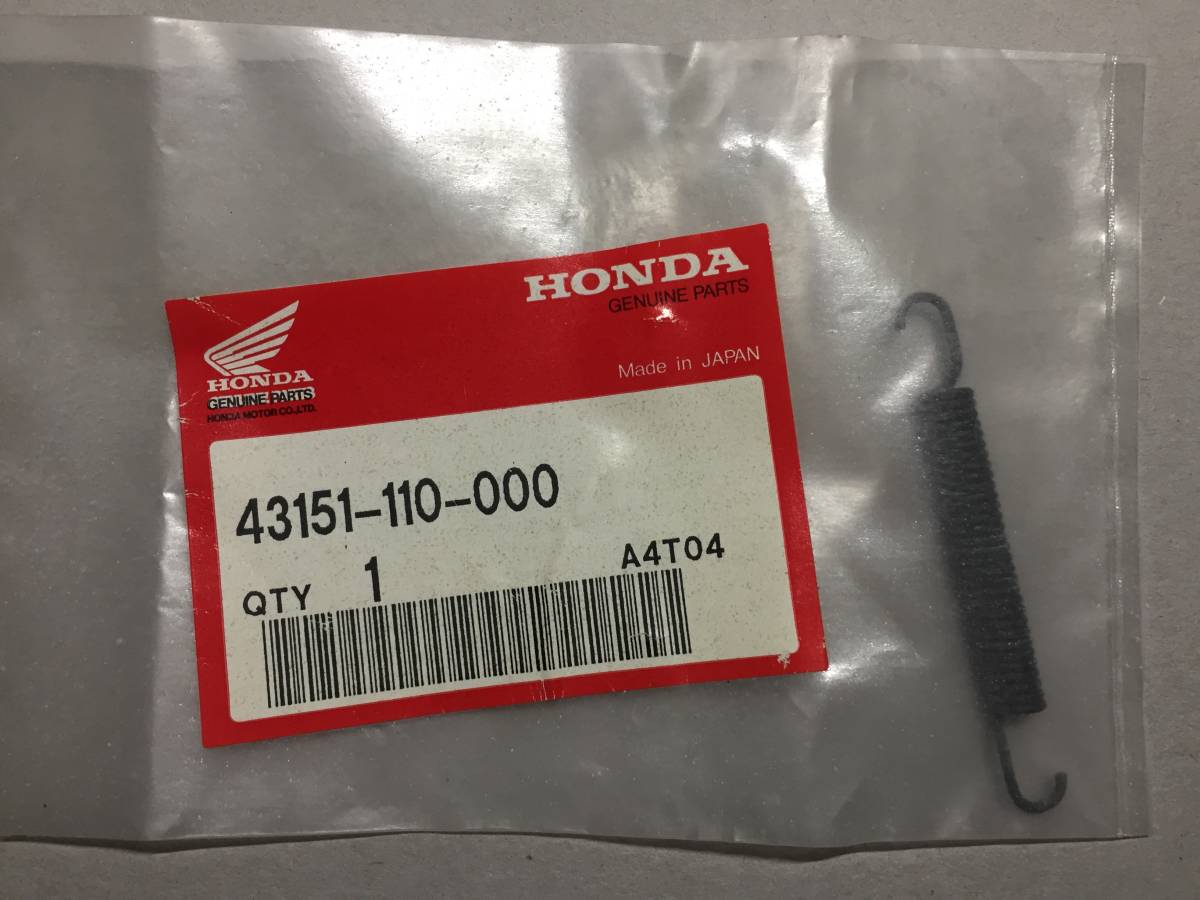 HONDA
GENUINE PARTS
Made in JAPAN
HONDA
GENUINE PARTS
HONDA MOTOR CO.,LTD.
43151-110-000
QTY 1
A4T04